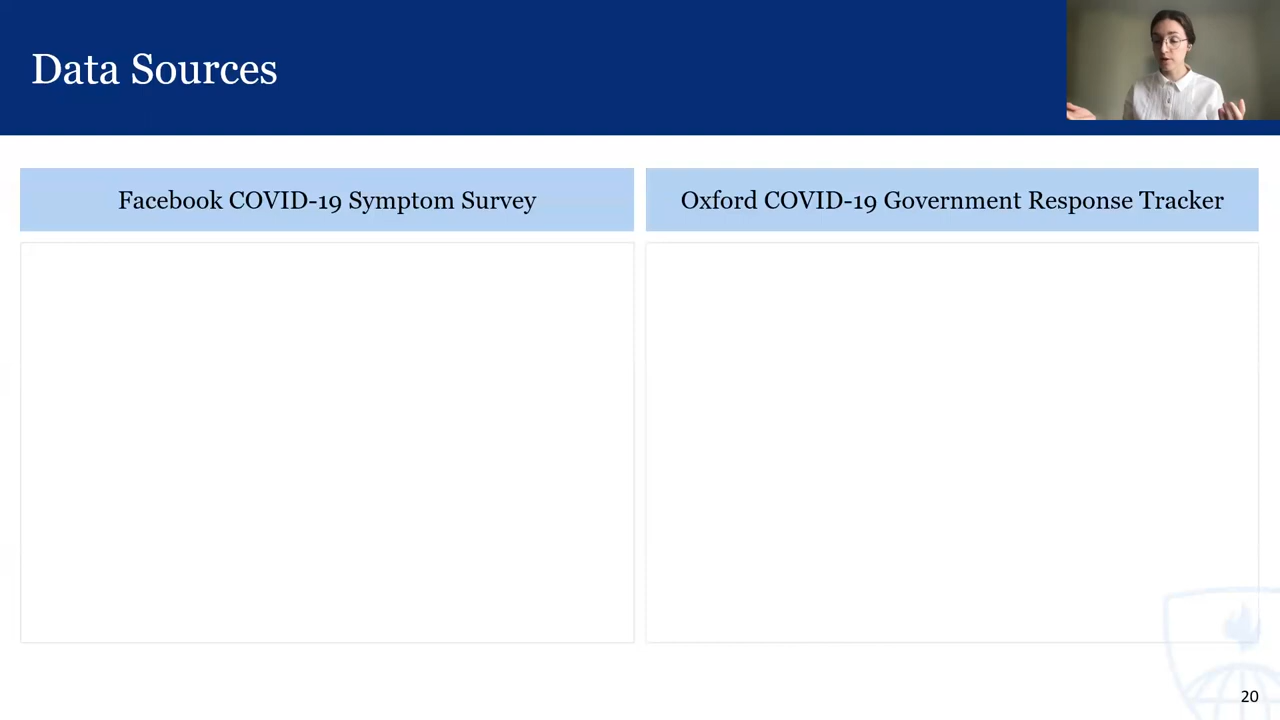 Data Sources
Facebook COVID-19 Symptom Survey
Oxford COVID-19 Government Response Tracker
20